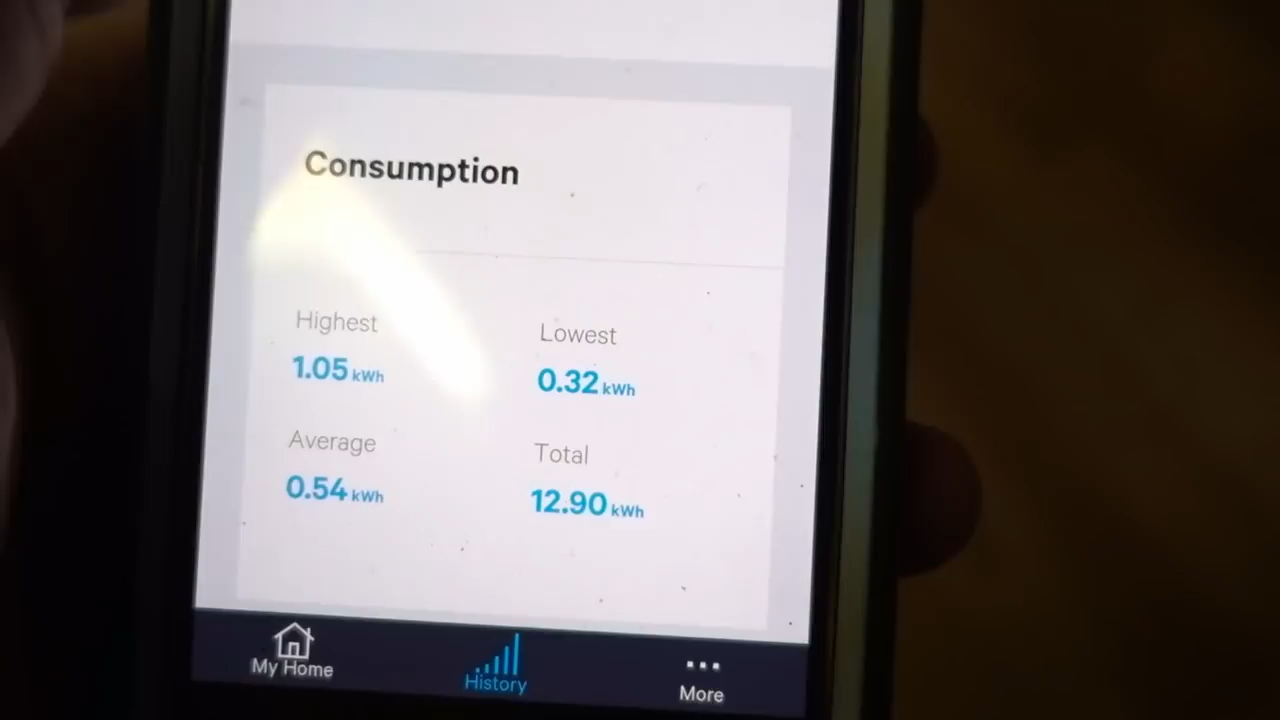 Consumption
Highest
Lowest
1.05 kWh
0.32 kWh
Average
Total
0.54 kWh
12.90 kWh
My Home
History
More